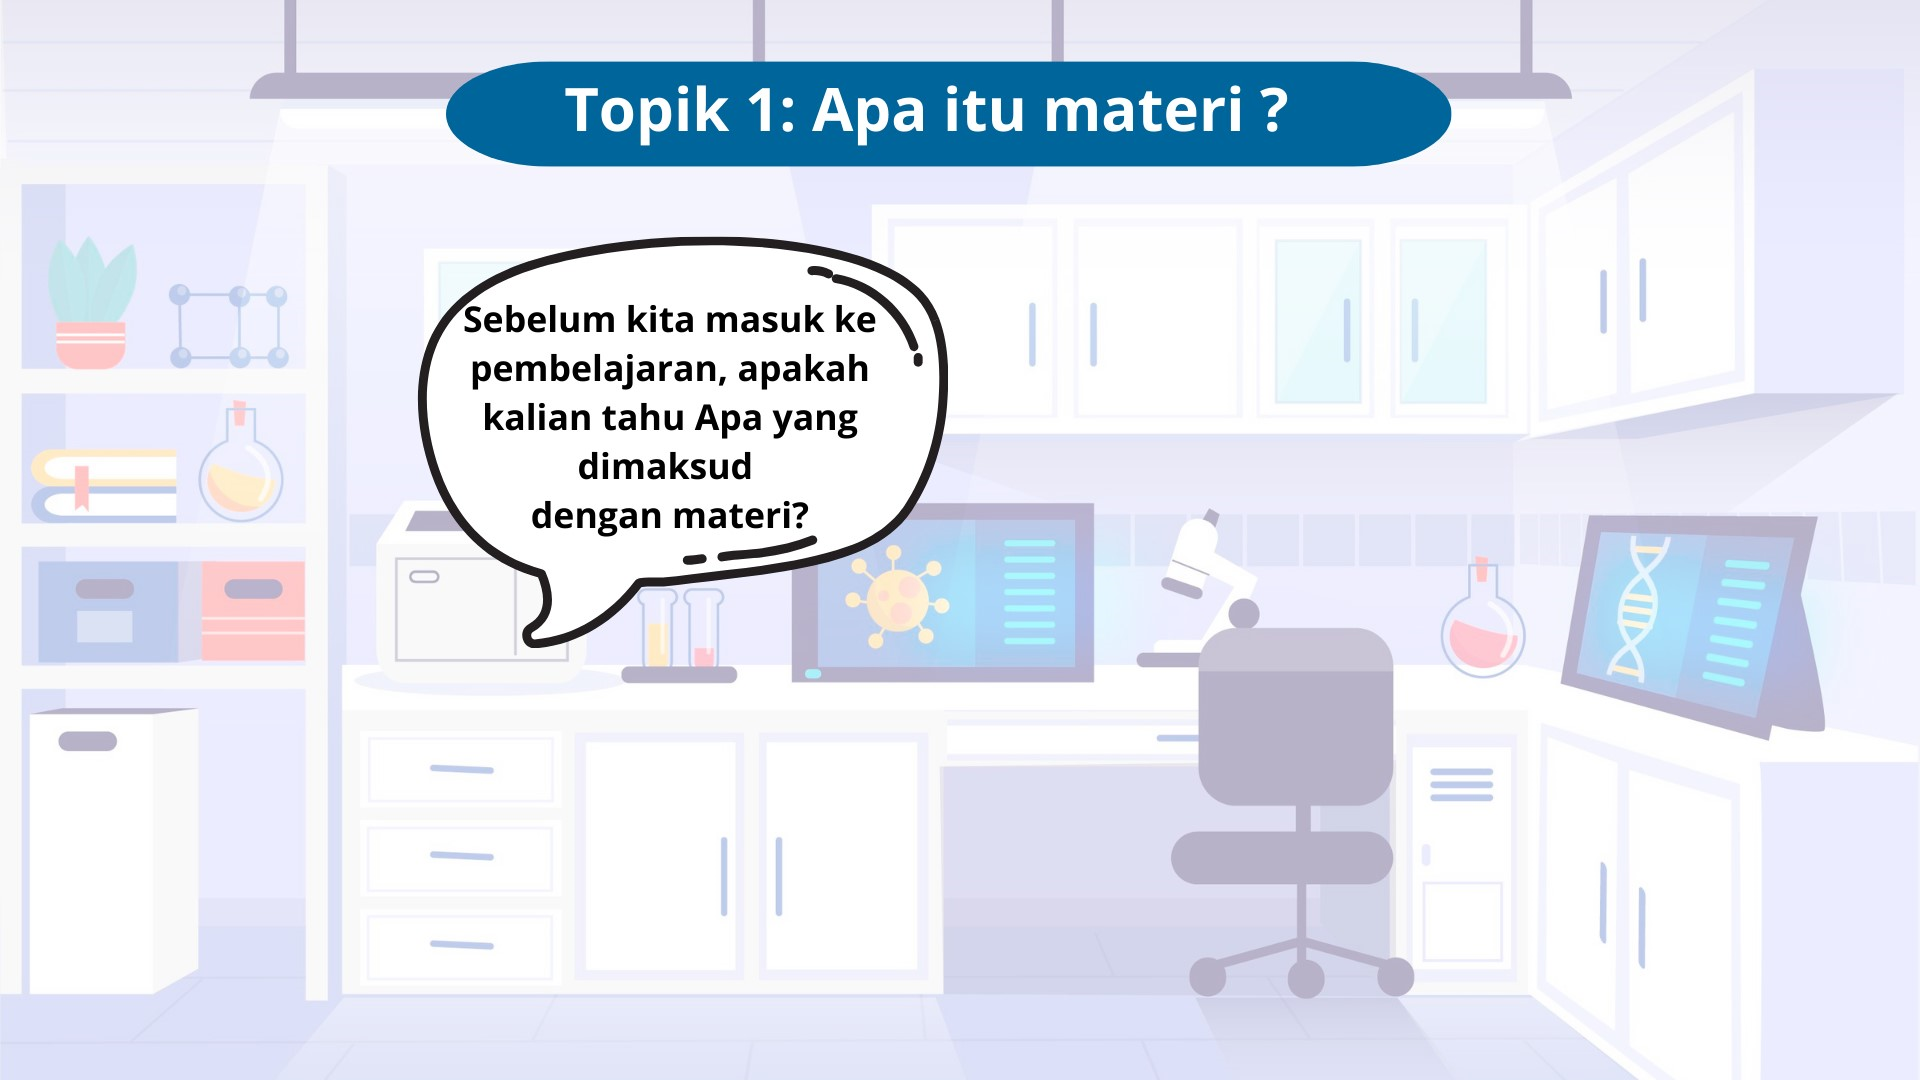 Topik 1: Apa itu materi ?
Sebelum kita masuk ke
pembelajaran, apakah
kalian tahu Apa yang
dimaksud
dengan materi?